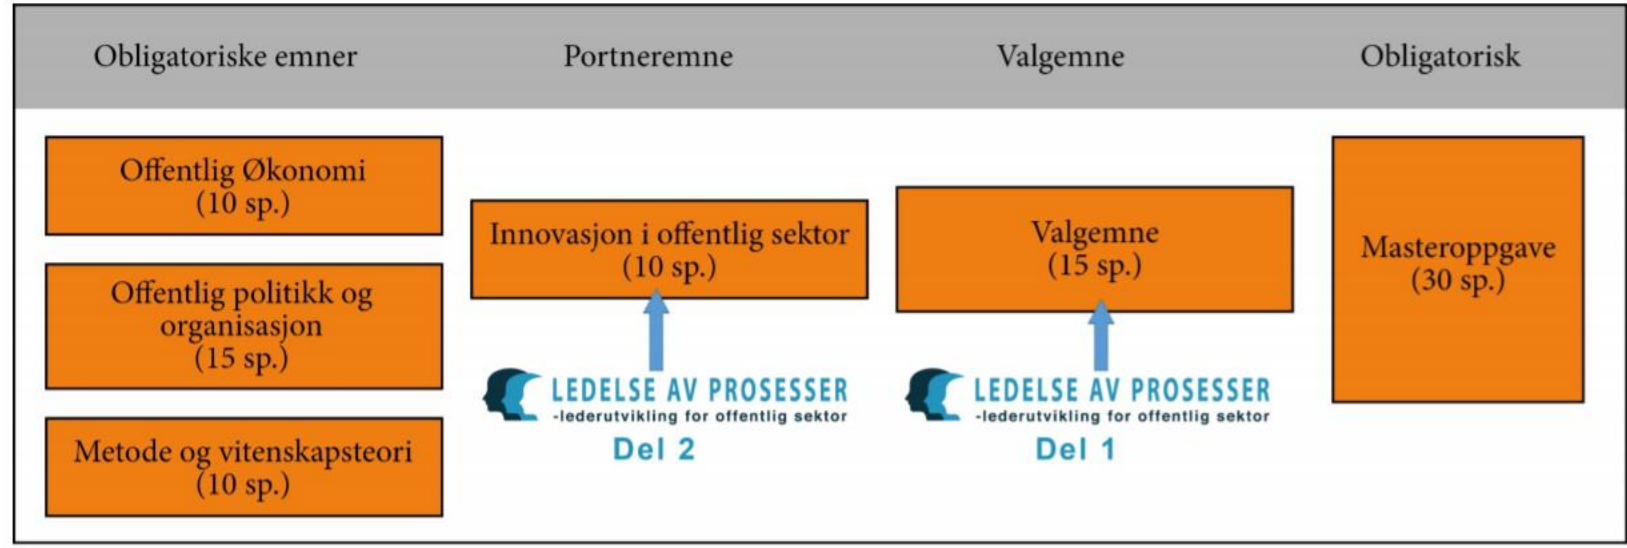 Obligatoriske emner
Portneremne
Valgemne
Obligatorisk
Offentlig Økonomi
(10 sp.)
Offentlig politikk og
organisasjon
(15 sp.)
Metode og vitenskapsteori
(10 sp.)
Innovasjon i offentlig sektor
(10 sp.)
LEDELSE AV PROSESSER
-lederutvikling for offentlig sektor
Del 2
Valgemne
(15 sp.)
LEDELSE AV PROSESSER
-lederutvikling for offentlig sektor
Del 1
Masteroppgave
(30 sp.)